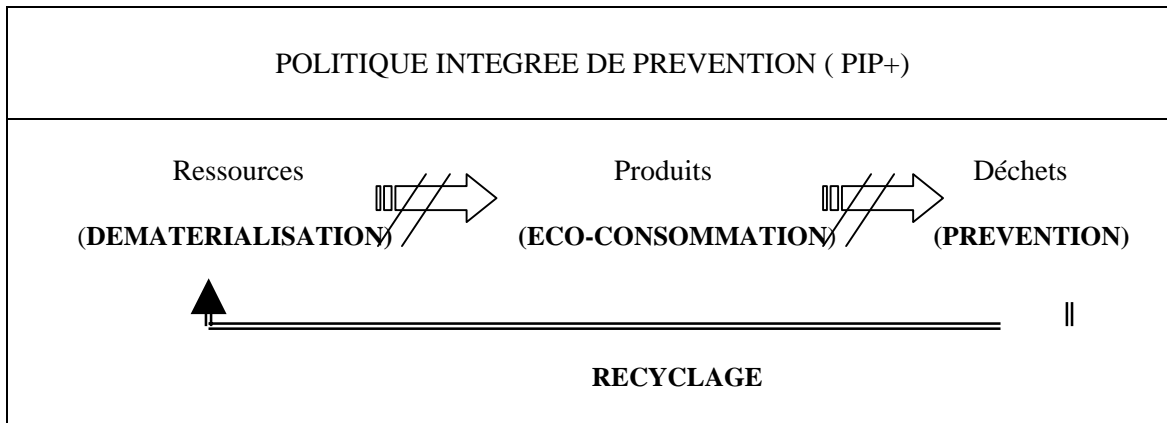 POLITIQUE INTEGREE DE PREVENTION ( PIP+)
Ressources Produits Déchets
(DEMATERIALISATION) (ECO-CONSOMMATION) (PREVENTION)
RECYCLAGE